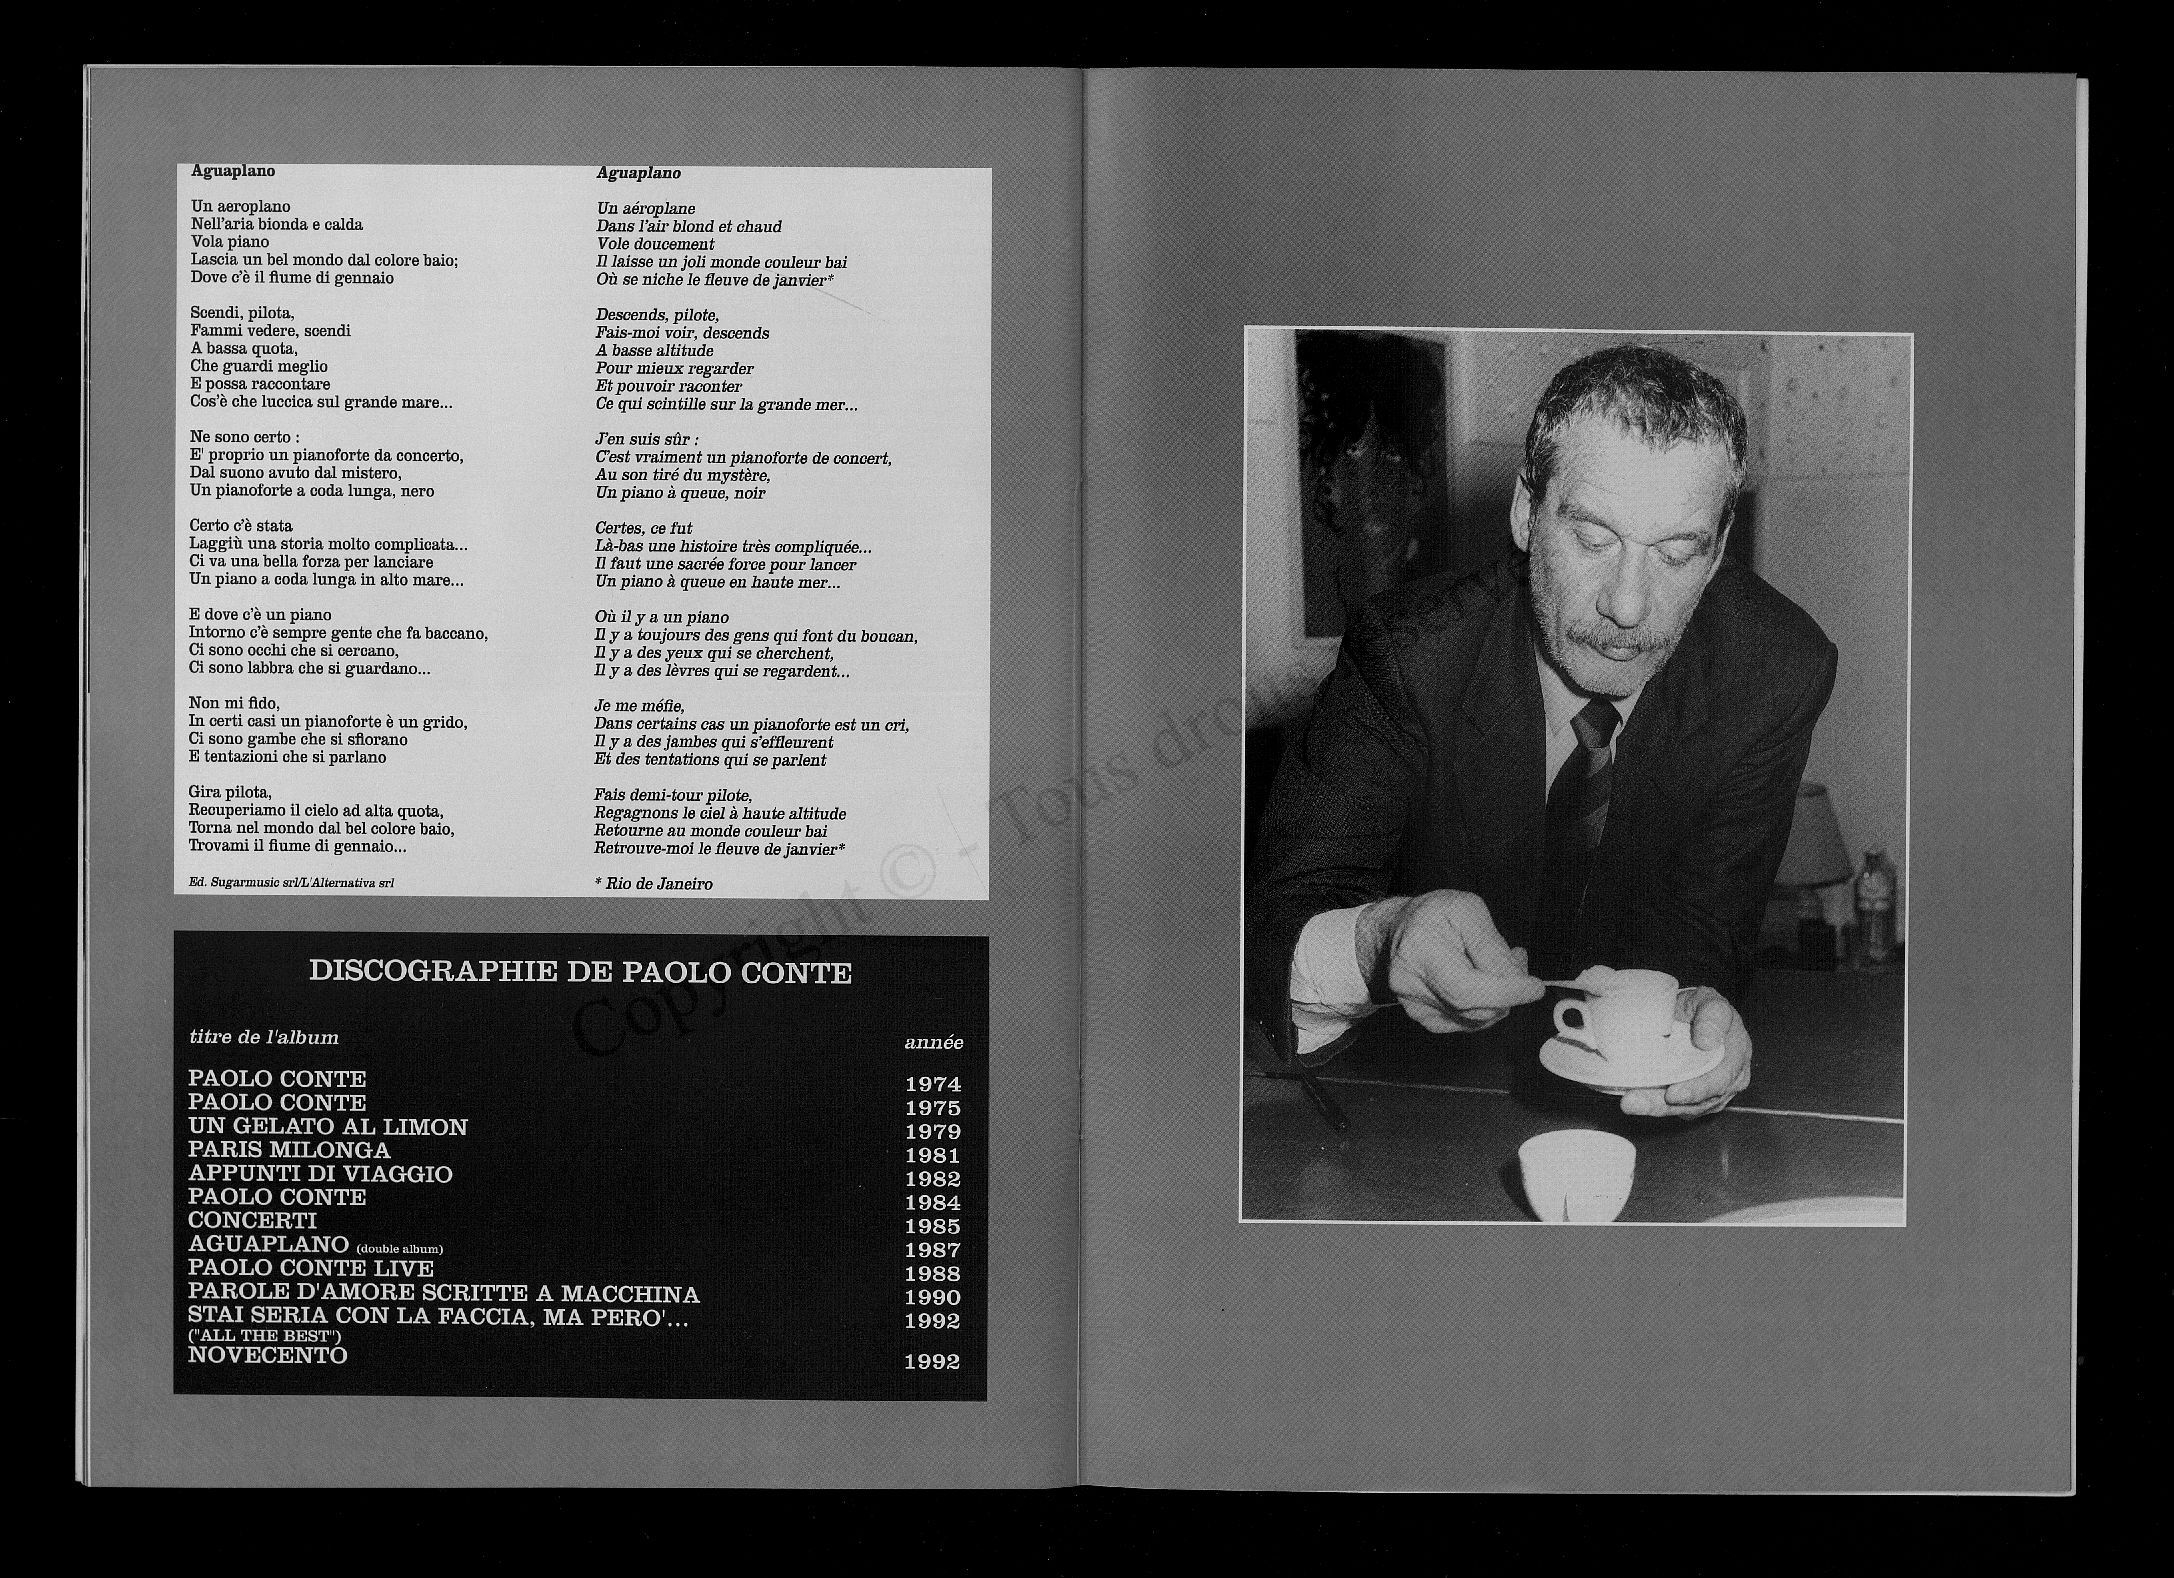 Aguaplano
Un aeroplano
Nell'aria bionda e calda
Vola piano
Lascia un bel mondo dal colore baio;
Dove c'è il fiume di gennaio
Scendi, pilota,
Fammi vedere, scendi
A bassa quota,
Che guardi meglio
E possa raccontare
Cos'è che luccica sul grande mare...
Ne sono certo :
E' proprio un pianoforte da concerto,
Dal suono avuto dal mistero,
Un pianoforte a coda lunga, nero
Certo c'è stata
Laggiù una storia molto complicata...
Ci va una bella forza per lanciare
Un piano a coda lunga in alto mare...
E dove c'è un piano
Intorno c'è sempre gente che fa baccano,
Ci sono occhi che si cercano,
Ci sono labbra che si guardano...
Non mi fido,
In certi casi un pianoforte è un grido,
Ci sono gambe che si sfiorano
E tentazioni che si parlano
Gira pilota,
Recuperiamo il cielo ad alta quota,
Torna nel mondo dal bel colore baio,
Trovami il fiume di gennaio...
Ed. Sugarmusic srl/L'Alternativa srl
Aguaplano
Un aéroplane
Dans l'air blond et chaud
Vole doucement
Il laisse un joli monde couleur bai
Où se niche le fleuve de janvier*
Descends, pilote,
Fais-moi voir, descends
A basse altitude
Pour mieux regarder
Et pouvoir raconter
Ce qui scintille sur la grande mer...
J'en suis sûr :
C'est vraiment un pianoforte de concert,
Au son tiré du mystère,
Un piano à queue, noir
Certes, ce fut
Là-bas une histoire très compliquée...
Il faut une sacrée force pour lancer
Un piano à queue en haute mer...
Où il y a un piano
Il y a toujours des gens qui font du boucan,
Il y a des yeux qui se cherchent,
Il y a des lèvres qui se regardent...
Je me méfie,
Dans certains cas un pianoforte est un cri,
Il y a des jambes qui s'effleurent
Et des tentations qui se parlent
Fais demi-tour pilote,
Regagnons le ciel à haute altitude
Retourne au monde couleur bai
Retrouve-moi le fleuve de janvier*
* Rio de Janeiro
DISCOGRAPHIE DE PAOLO CONTE
titre de l'album année
PAOLO CONTE 1974
PAOLO CONTE 1975
UN GELATO AL LIMON 1979
PARIS MILONGA 1981
APPUNTI DI VIAGGIO 1982
PAOLO CONTE 1984
CONCERTI 1985
AGUAPLANO (double album) 1987
PAOLO CONTE LIVE 1988
PAROLE D'AMORE SCRITTE A MACCHINA 1990
STAI SERIA CON LA FACCIA, MA PERO'... 1992
("ALL THE BEST")
NOVECENTO 1992
Copyright © - Tous